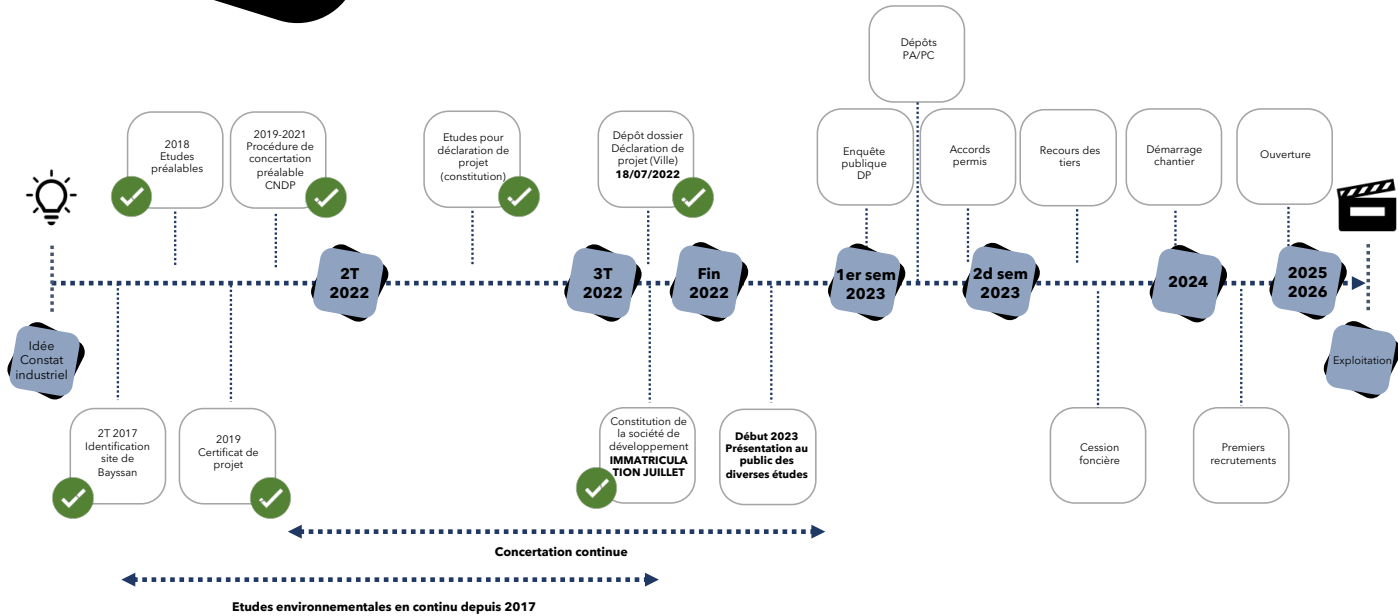 Dépôts
PA/PC
2018
Etudes
préalables
2019-2021
Procédure de
concertation
préalable
CNDP
Etudes pour
déclaration de
projet
(constitution)
Dépôt dossier
Déclaration de
projet (Ville)
18/07/2022
Enquête
publique
DP
Accords
permis
Recours des
tiers
Démarrage
chantier
Ouverture
2T
2022
3T
2022
Fin
2022
1er sem
2023
2d sem
2023
2024
2025
2026
Idée
Constat
industriel
Exploitation
2T 2017
Identification
site de
Bayssan
2019
Certificat de
projet
Constitution de
la société de
développement
IMMATRICULA
TION JUILLET
Début 2023
Présentation au
public des
diverses études
Cession
foncière
Premiers
recrutements
Concertation continue
Etudes environnementales en continu depuis 2017